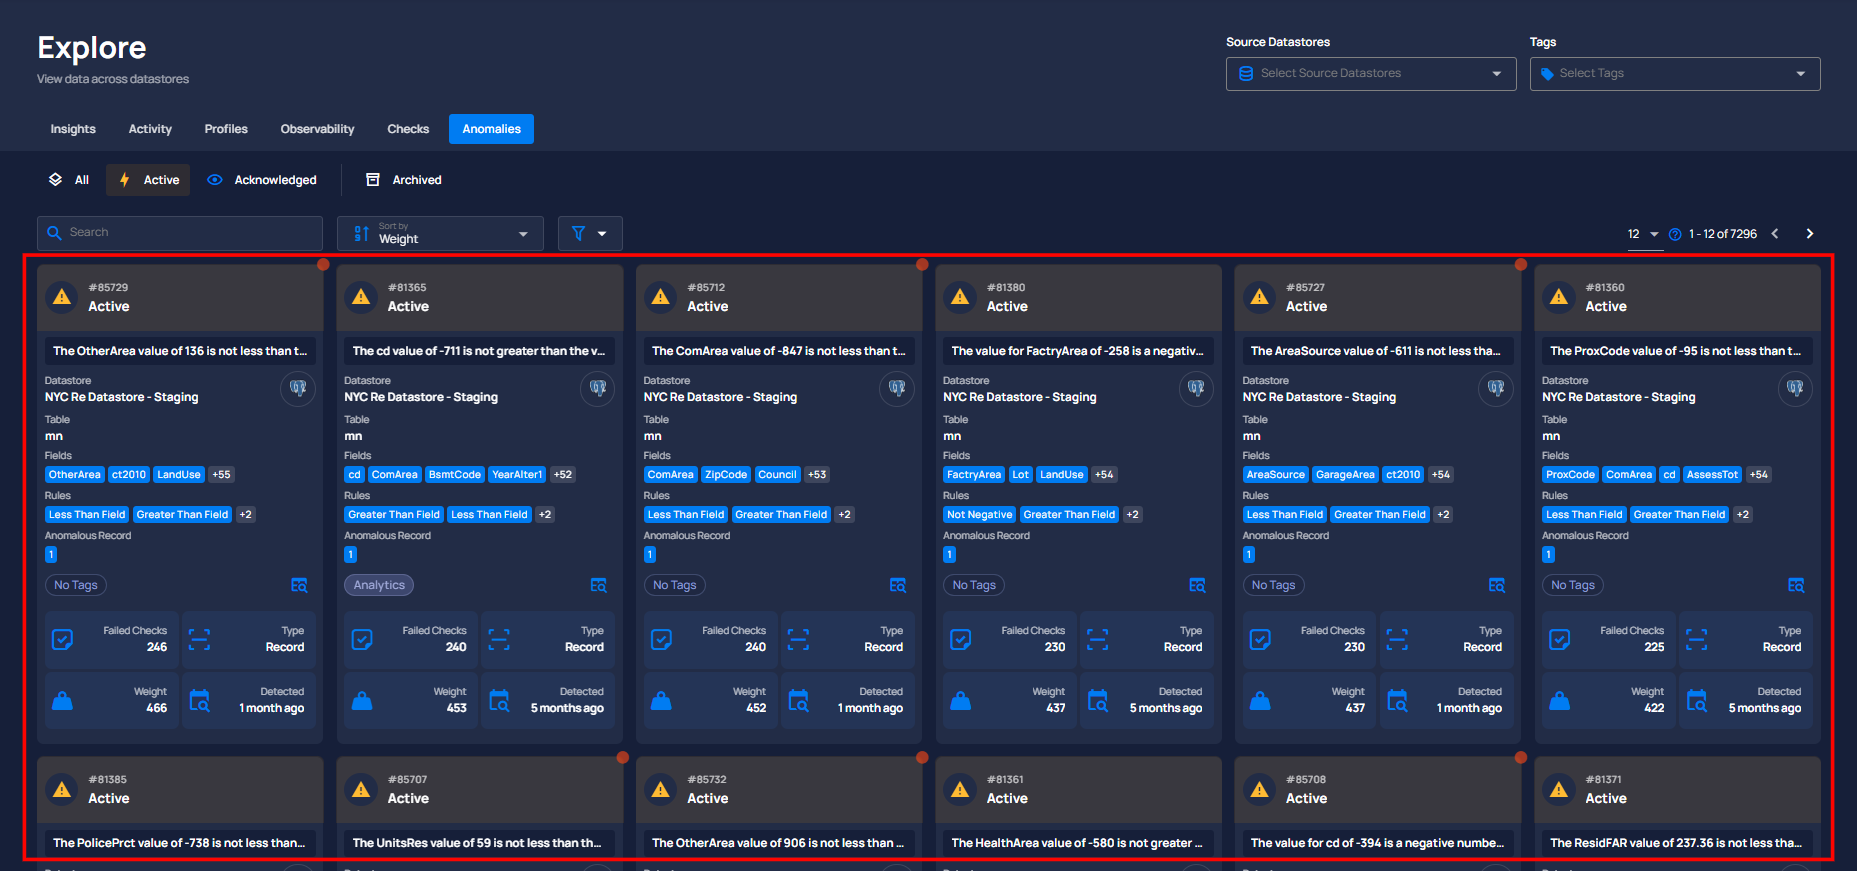 Explore
View data across datastores
Source Datastores
Select Source Datastores
Tags
Select Tags
Insights
Activity
Profiles
Observability
Checks
Anomalies
All
Active
Acknowledged
Archived
Search
Sort by
Weight
12
1 - 12 of 7296
#85729
Active
The OtherArea value of 136 is not less than t...
Datastore
NYC Re Datastore - Staging
Table
mn
Fields
OtherArea ct2010 LandUse +55
Rules
Less Than Field Greater Than Field +2
Anomalous Record
1
No Tags
Failed Checks
246
Type
Record
Weight
466
Detected
1 month ago
#81365
Active
The cd value of -711 is not greater than the v...
Datastore
NYC Re Datastore - Staging
Table
mn
Fields
cd ComArea BsmtCode YearAlter1 +52
Rules
Greater Than Field Less Than Field +2
Anomalous Record
1
Analytics
Failed Checks
240
Type
Record
Weight
453
Detected
5 months ago
#85712
Active
The ComArea value of -847 is not less than t...
Datastore
NYC Re Datastore - Staging
Table
mn
Fields
ComArea ZipCode Council +53
Rules
Less Than Field Greater Than Field +2
Anomalous Record
1
No Tags
Failed Checks
240
Type
Record
Weight
452
Detected
1 month ago
#81380
Active
The value for FactryArea of -258 is a negativ...
Datastore
NYC Re Datastore - Staging
Table
mn
Fields
FactryArea Lot LandUse +54
Rules
Not Negative Greater Than Field +2
Anomalous Record
1
No Tags
Failed Checks
230
Type
Record
Weight
437
Detected
5 months ago
#85727
Active
The AreaSource value of -611 is not less tha...
Datastore
NYC Re Datastore - Staging
Table
mn
Fields
AreaSource GarageArea ct2010 +54
Rules
Less Than Field Greater Than Field +2
Anomalous Record
1
No Tags
Failed Checks
230
Type
Record
Weight
437
Detected
1 month ago
#81360
Active
The ProxCode value of -95 is not less than t...
Datastore
NYC Re Datastore - Staging
Table
mn
Fields
ProxCode ComArea cd AssessTot +54
Rules
Less Than Field Greater Than Field +2
Anomalous Record
1
No Tags
Failed Checks
225
Type
Record
Weight
422
Detected
5 months ago
#81385
Active
The PolicePrct value of -738 is not less than...
#85707
Active
The UnitsRes value of 59 is not less than th...
#85732
Active
The OtherArea value of 906 is not less than ...
#81361
Active
The HealthArea value of -580 is not greater ...
#85708
Active
The value for cd of -394 is a negative numbe...
#81371
Active
The ResidFAR value of 237.36 is not less tha...